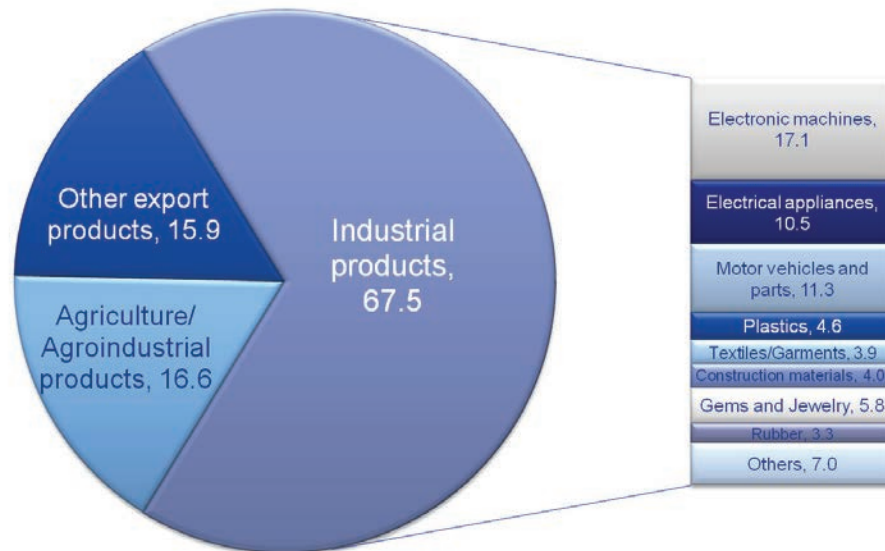 Other export
products, 15.9
Agriculture/
Agroindustrial
products, 16.6
Industrial
products,
67.5
Electronic machines,
17.1
Electrical appliances,
10.5
Motor vehicles and
parts, 11.3
Plastics, 4.6
Textiles/Garments, 3.9
Construction materials, 4.0
Gems and Jewelry, 5.8
Rubber, 3.3
Others, 7.0